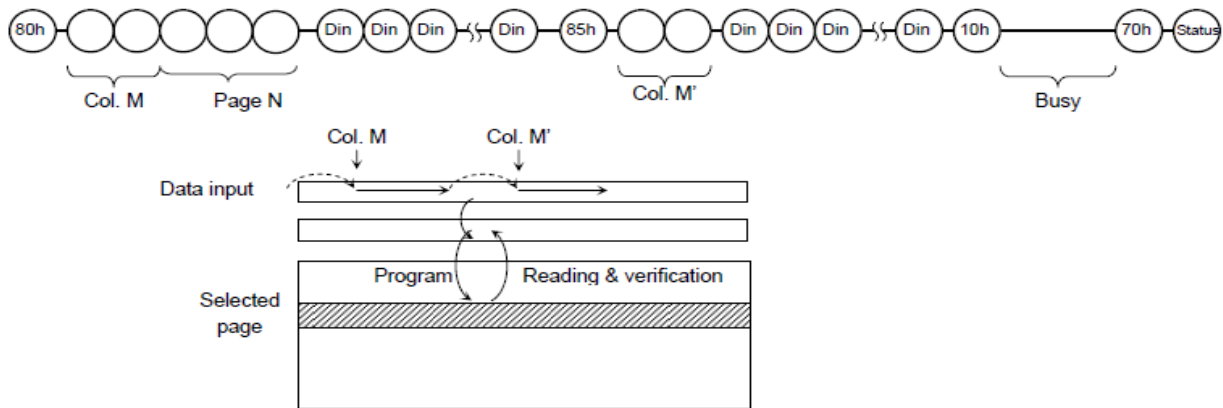 80h Din Din Din Din 85h Din Din Din Din 10h 70h Status
Col. M Page N Col. M' Busy
Col. M Col. M'
Data input
Program Reading & verification
Selected
page